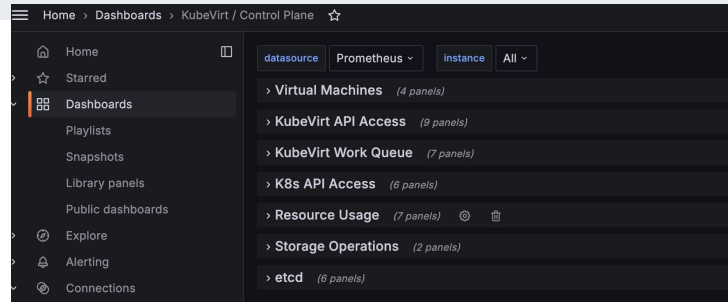 Home › Dashboards › KubeVirt / Control Plane
Home
Starred
Dashboards
Playlists
Snapshots
Library panels
Public dashboards
Explore
Alerting
Connections
datasource Prometheus instance All
Virtual Machines (4 panels)
KubeVirt API Access (9 panels)
KubeVirt Work Queue (7 panels)
K8s API Access (6 panels)
Resource Usage (7 panels)
Storage Operations (2 panels)
etcd (6 panels)